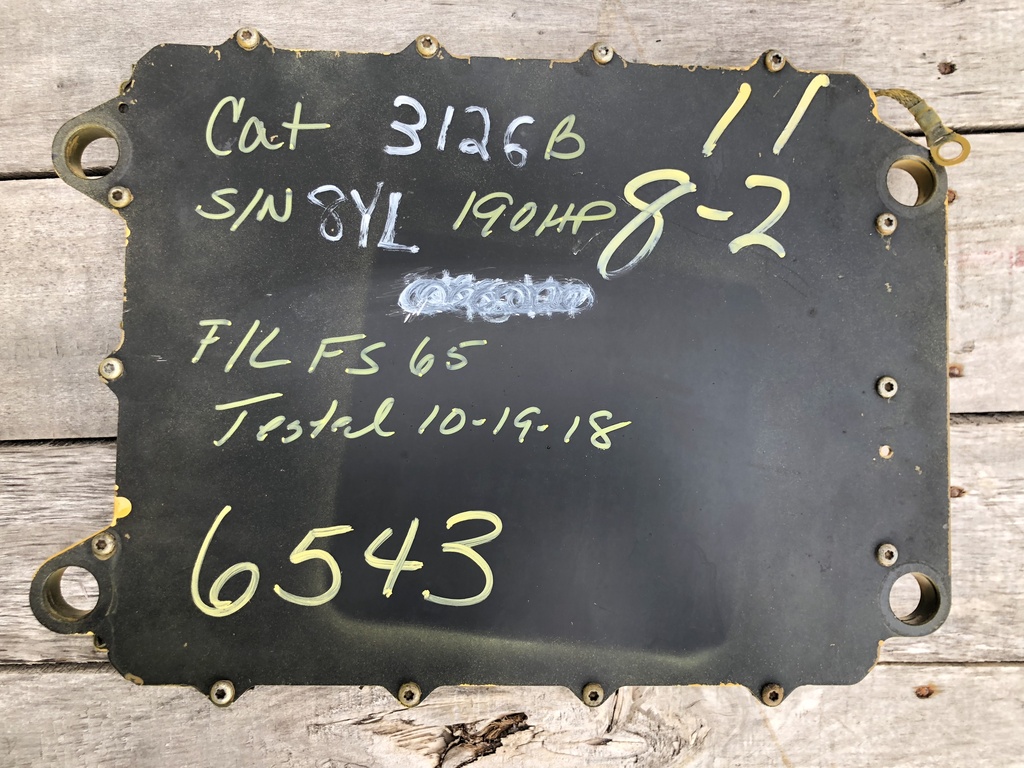 Cat 3126B 11
S/N 8YL 190HP 8-2
F/L FS 65
Tested 10-19-18
6543